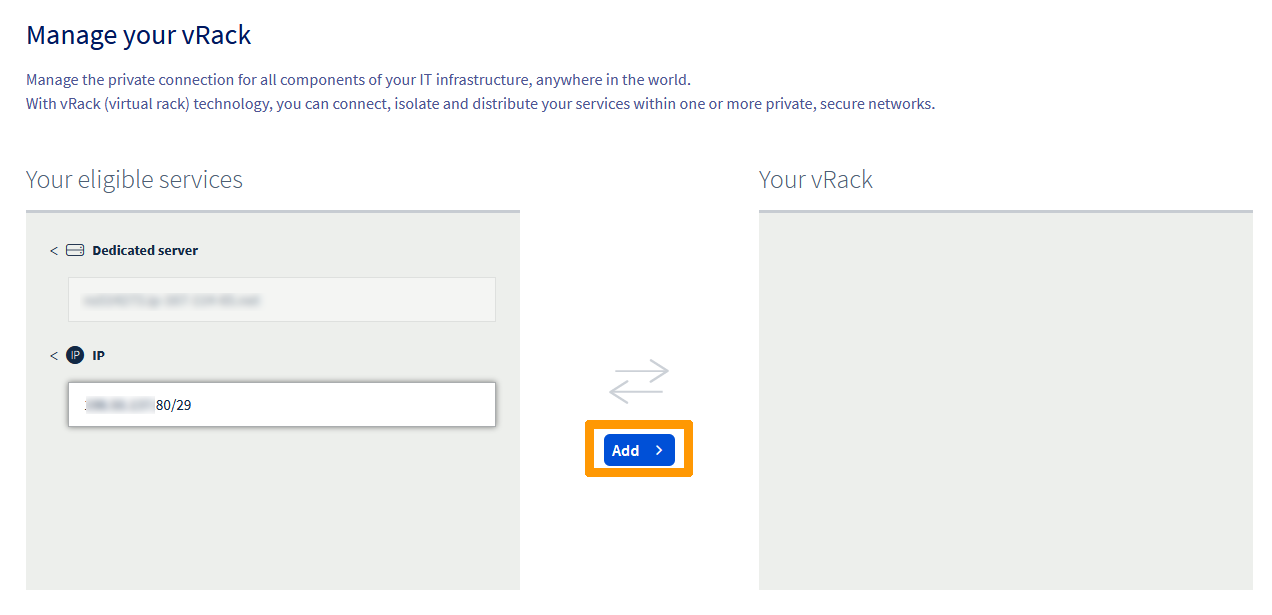 Manage your vRack
Manage the private connection for all components of your IT infrastructure, anywhere in the world.
With vRack (virtual rack) technology, you can connect, isolate and distribute your services within one or more private, secure networks.
Your eligible services
Your vRack
< Dedicated server
< IP IP
80/29
Add >